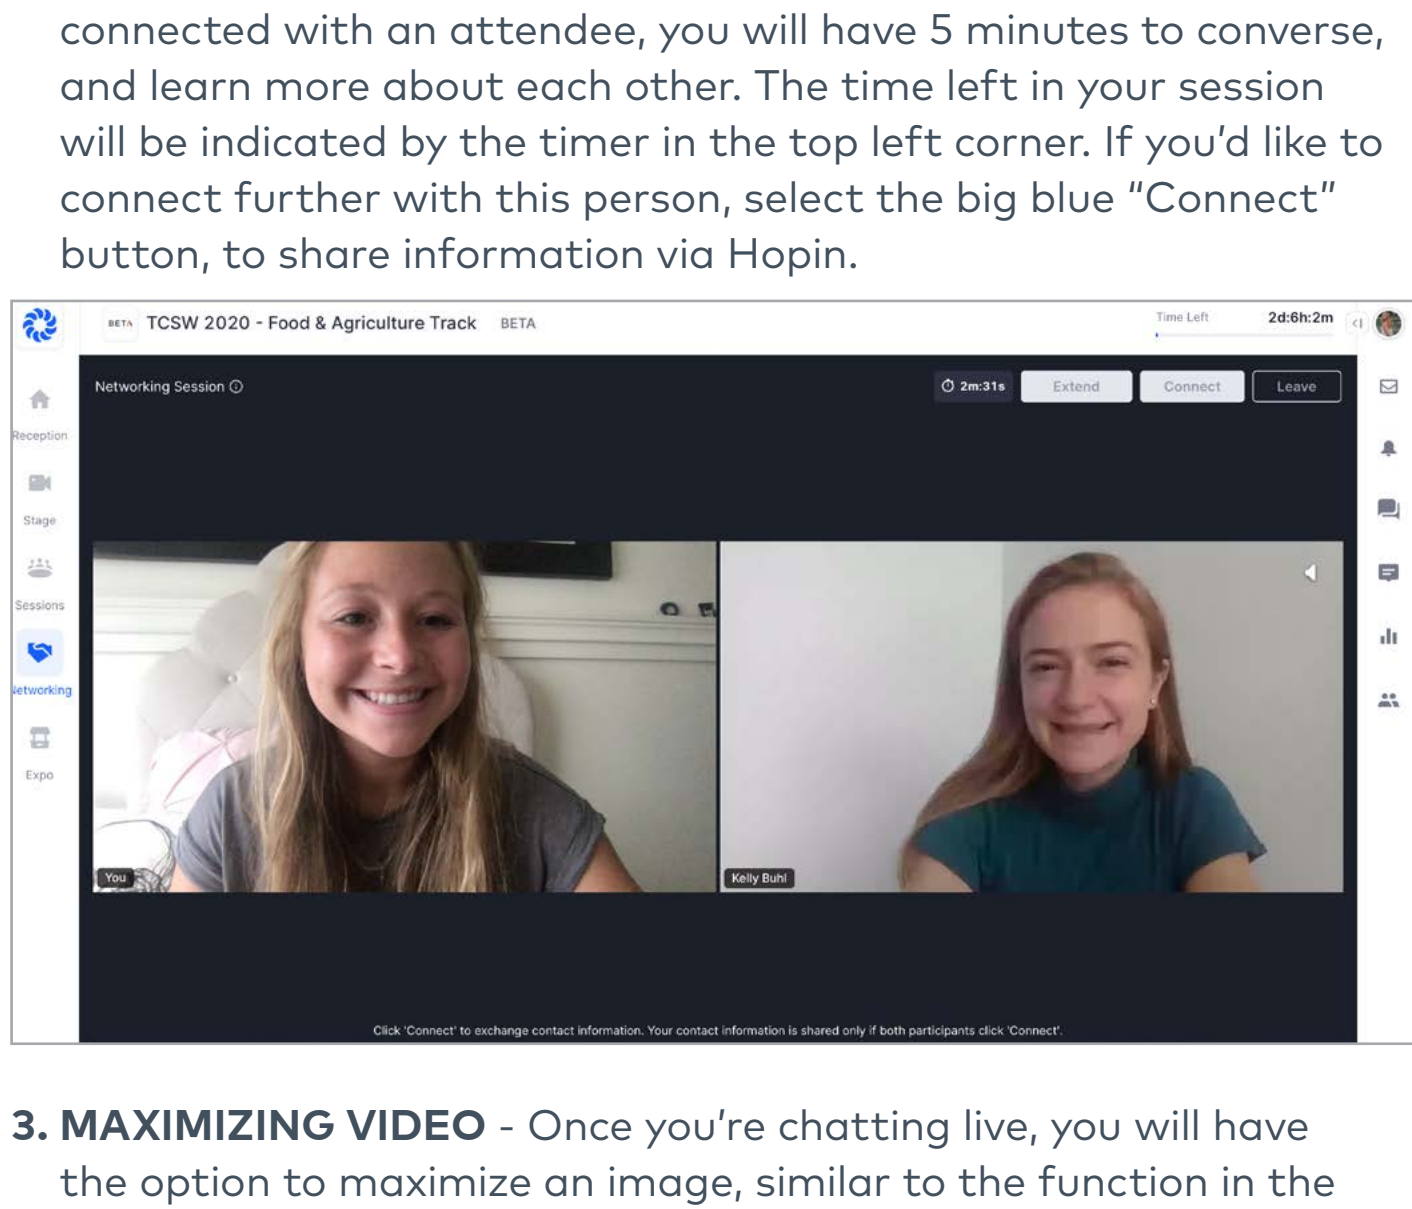 connected with an attendee, you will have 5 minutes to converse,
and learn more about each other. The time left in your session
will be indicated by the timer in the top left corner. If you’d like to
connect further with this person, select the big blue “Connect”
button, to share information via Hopin.
BETA TCSW 2020 - Food & Agriculture Track BETA
Time Left 2d:6h:2m
Networking Session
2m:31s Extend Connect Leave
Reception
Stage
Sessions
Networking
Expo
You
Kelly Buhl
Click 'Connect' to exchange contact information. Your contact information is shared only if both participants click 'Connect'.
3. MAXIMIZING VIDEO - Once you’re chatting live, you will have
the option to maximize an image, similar to the function in the